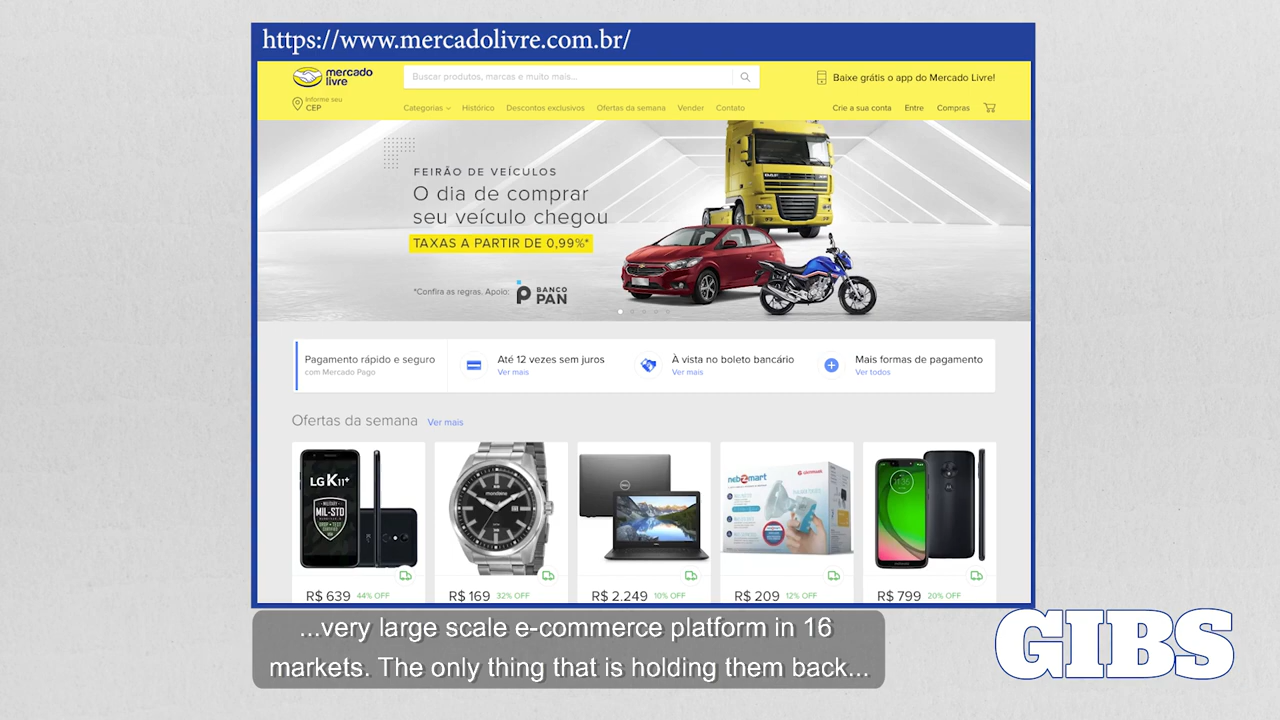 https://www.mercadolivre.com.br/
mercado
livre
Buscar produtos, marcas e muito mais...
Baixe grátis o app do Mercado Livre!
Informe seu
CEP
Categorias Histórico Descontos exclusivos Ofertas da semana Vender Contato
Crie a sua conta Entre Compras
FEIRÃO DE VEÍCULOS
O dia de comprar
seu veículo chegou
TAXAS A PARTIR DE 0,99%*
*Confira as regras. Apoio: BANCO
PAN
DAF
Pagamento rápido e seguro
com Mercado Pago
Até 12 vezes sem juros
Ver mais
À vista no boleto bancário
Ver mais
Mais formas de pagamento
Ver todos
Ofertas da semana Ver mais
LG K11+
MIL-STD
mondaine
DELL
nebzmart
R$ 639 44% OFF
R$ 169 32% OFF
R$ 2.249 10% OFF
R$ 209 12% OFF
R$ 799 20% OFF
...very large scale e-commerce platform in 16
markets. The only thing that is holding them back...
GIBS